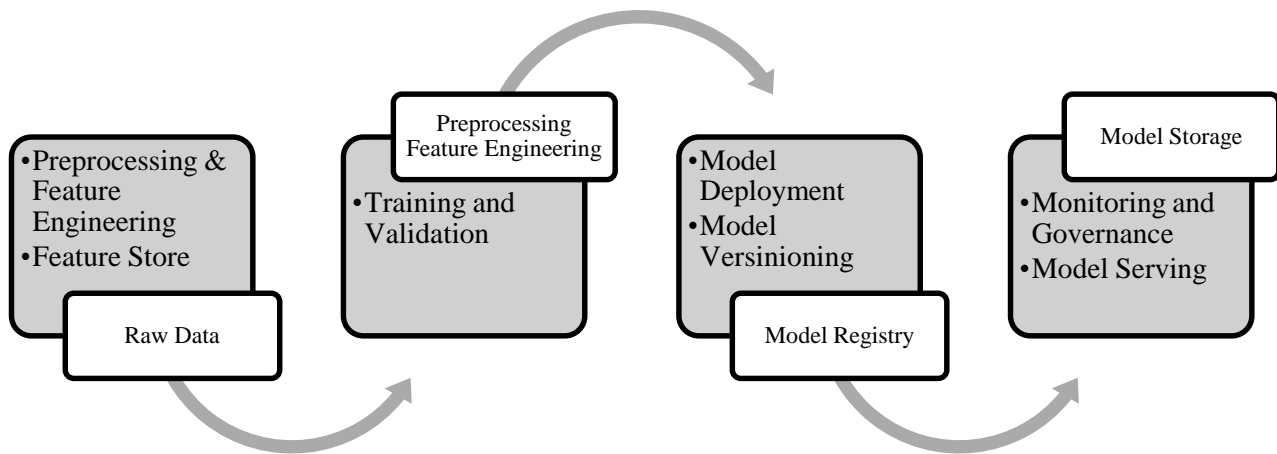 •Preprocessing &
Feature
Engineering
•Feature Store
Raw Data
Preprocessing
Feature Engineering
•Training and
Validation
•Model
Deployment
•Model
Versinioning
Model Registry
Model Storage
•Monitoring and
Governance
•Model Serving